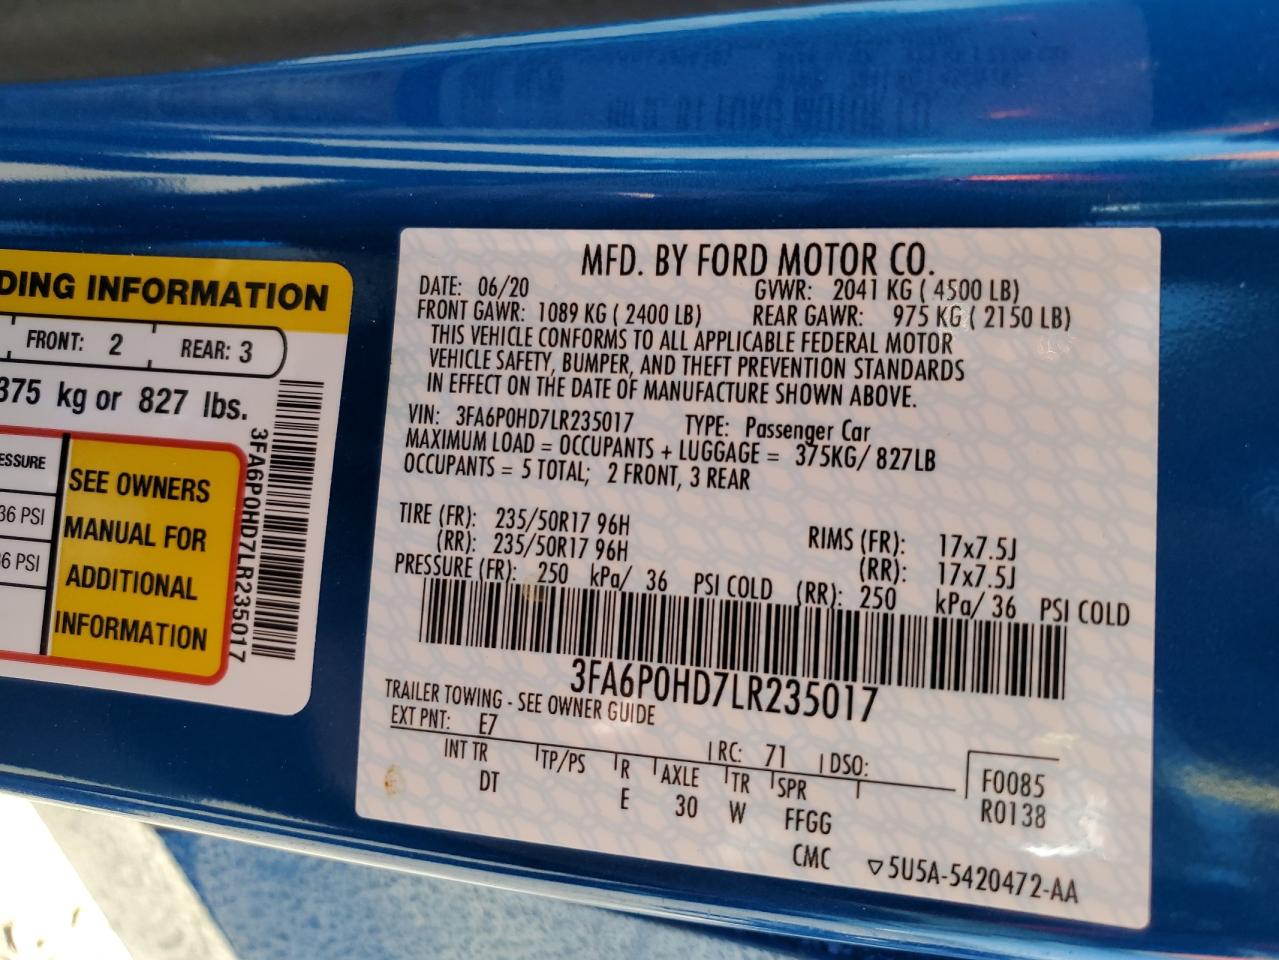 DING INFORMATION
FRONT: 2 REAR: 3
375 kg or 827 lbs.
ESSURE
36 PSI
36 PSI
SEE OWNERS
MANUAL FOR
ADDITIONAL
INFORMATION
3FA6P0HD7LR235017
MFD. BY FORD MOTOR CO.
DATE: 06/20 GVWR: 2041 KG ( 4500 LB)
FRONT GAWR: 1089 KG ( 2400 LB) REAR GAWR: 975 KG ( 2150 LB)
THIS VEHICLE CONFORMS TO ALL APPLICABLE FEDERAL MOTOR
VEHICLE SAFETY, BUMPER, AND THEFT PREVENTION STANDARDS
IN EFFECT ON THE DATE OF MANUFACTURE SHOWN ABOVE.
VIN: 3FA6P0HD7LR235017 TYPE: Passenger Car
MAXIMUM LOAD = OCCUPANTS + LUGGAGE = 375KG/ 827LB
OCCUPANTS = 5 TOTAL; 2 FRONT, 3 REAR
TIRE (FR): 235/50R17 96H RIMS (FR): 17x7.5J
(RR): 235/50R17 96H (RR): 17x7.5J
PRESSURE (FR): 250 kPa/ 36 PSI COLD (RR): 250 kPa/ 36 PSI COLD
3FA6P0HD7LR235017
TRAILER TOWING - SEE OWNER GUIDE
EXT PNT: E7 RC: 71 DSO: F0085
INT TR TP/PS R AXLE TR SPR R0138
DT E 30 W FFGG
CMC ▽5U5A-5420472-AA